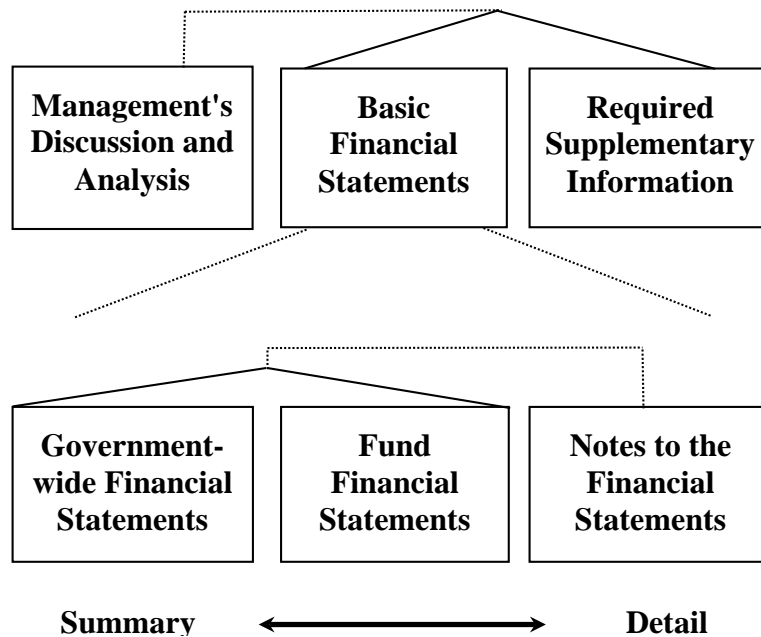 Management's
Discussion and
Analysis
Basic
Financial
Statements
Required
Supplementary
Information
Government-
wide Financial
Statements
Fund
Financial
Statements
Notes to the
Financial
Statements
Summary
Detail